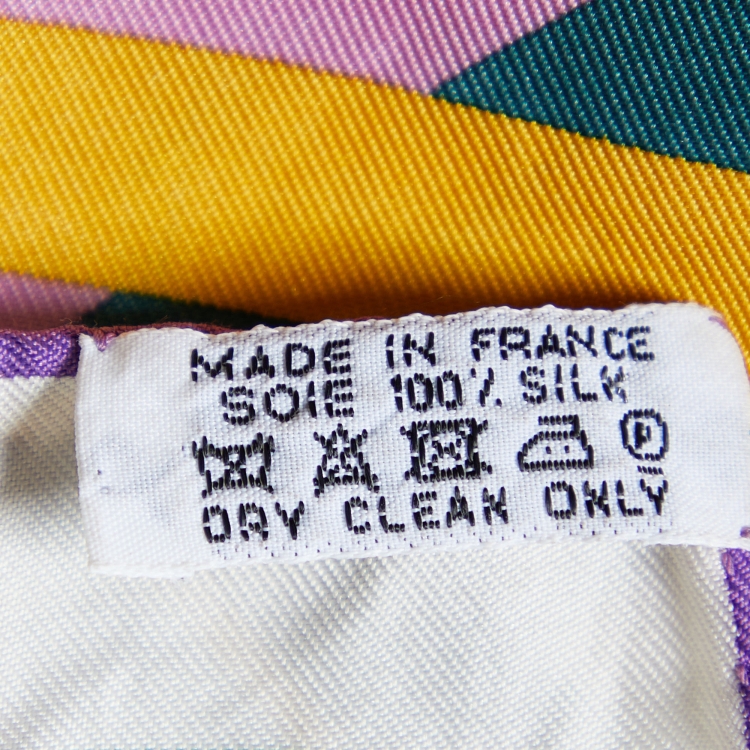 MADE IN FRANCE
SOIE 100% SILK
P
DRY CLEAN ONLY